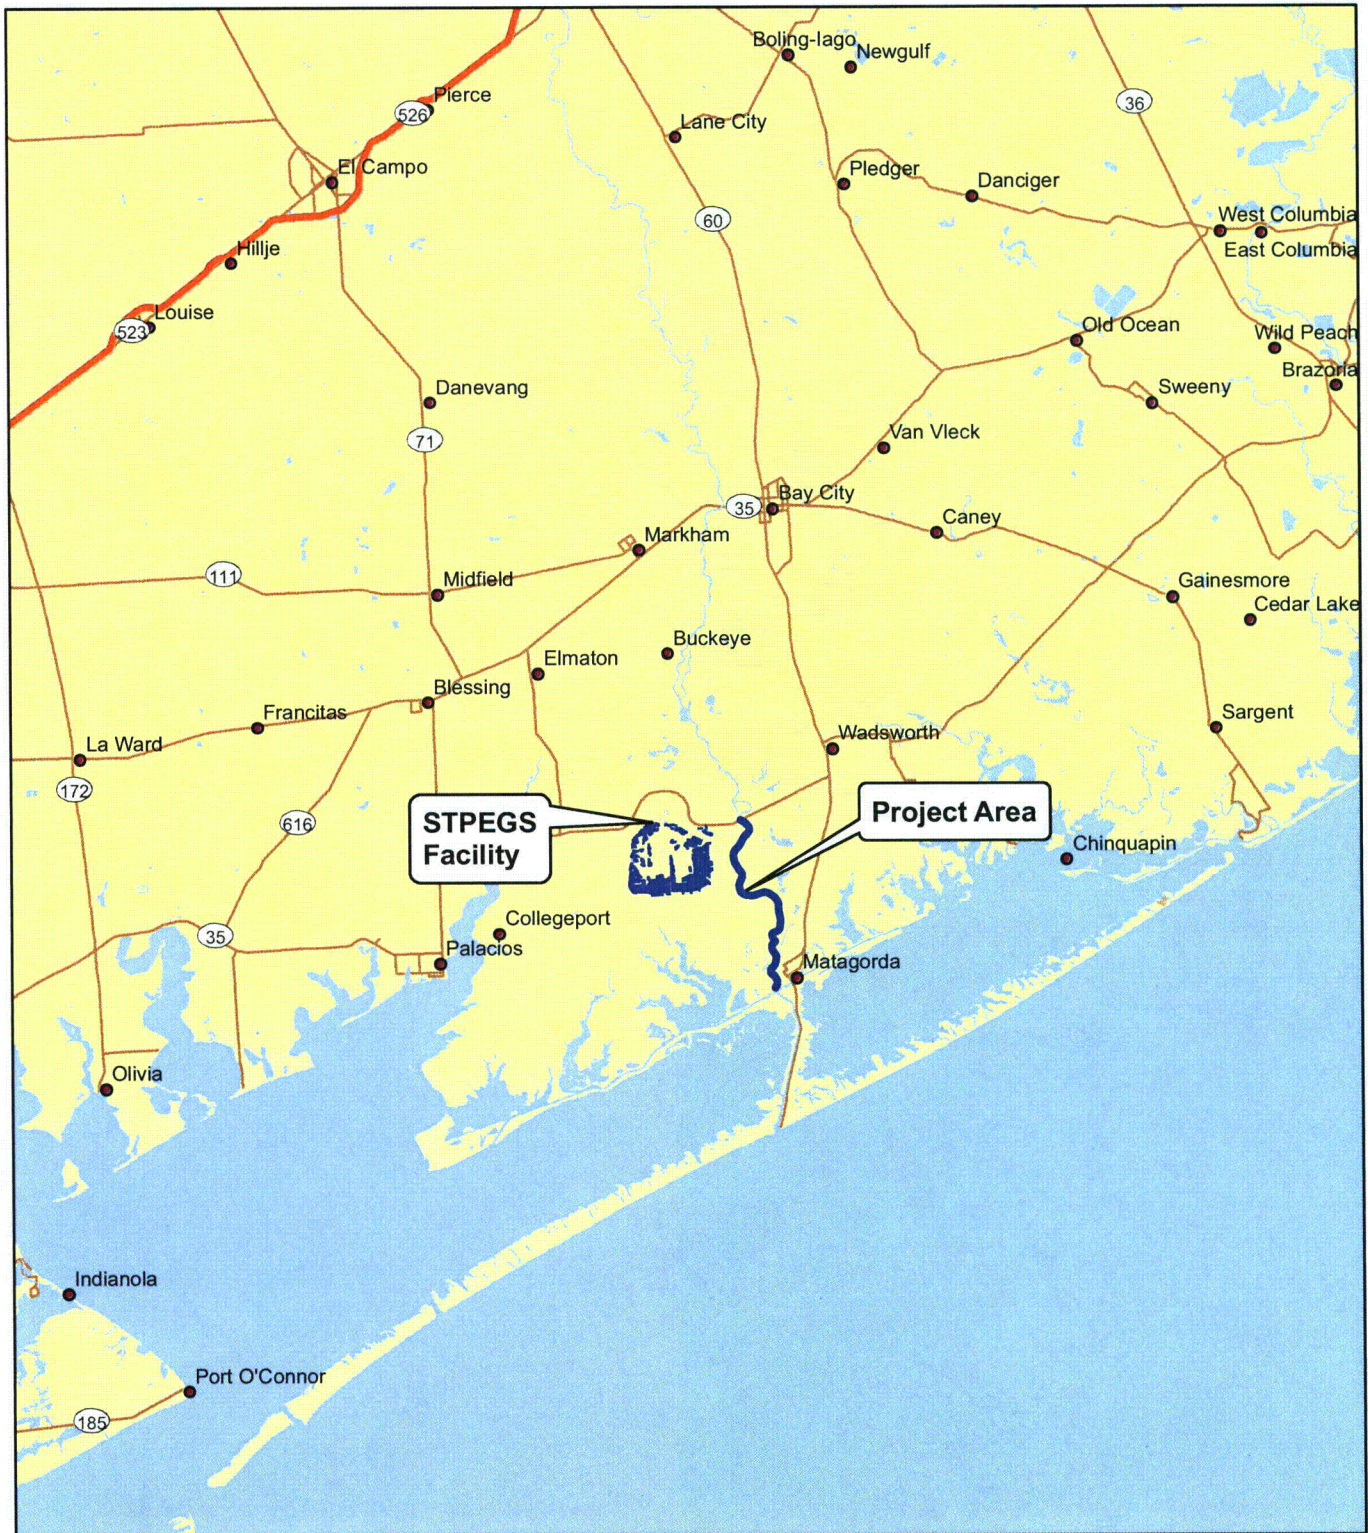 Boling-Iago
Newgulf
Pierce
526
36
Lane City
El Campo
Pledger
Danciger
60
West Columbia
East Columbia
Hillje
Louise
523
Old Ocean
Wild Peach
Brazoria
Danevang
Sweeny
71
Van Vleck
Bay City
35
Caney
Markham
111
Midfield
Gainesmore
Cedar Lake
Buckeye
Elmaton
Blessing
Francitas
Sargent
La Ward
Wadsworth
172
616
STPEGS
Facility
Project Area
Chinquapin
Collegeport
35
Palacios
Matagorda
Olivia
Indianola
Port O'Connor
185